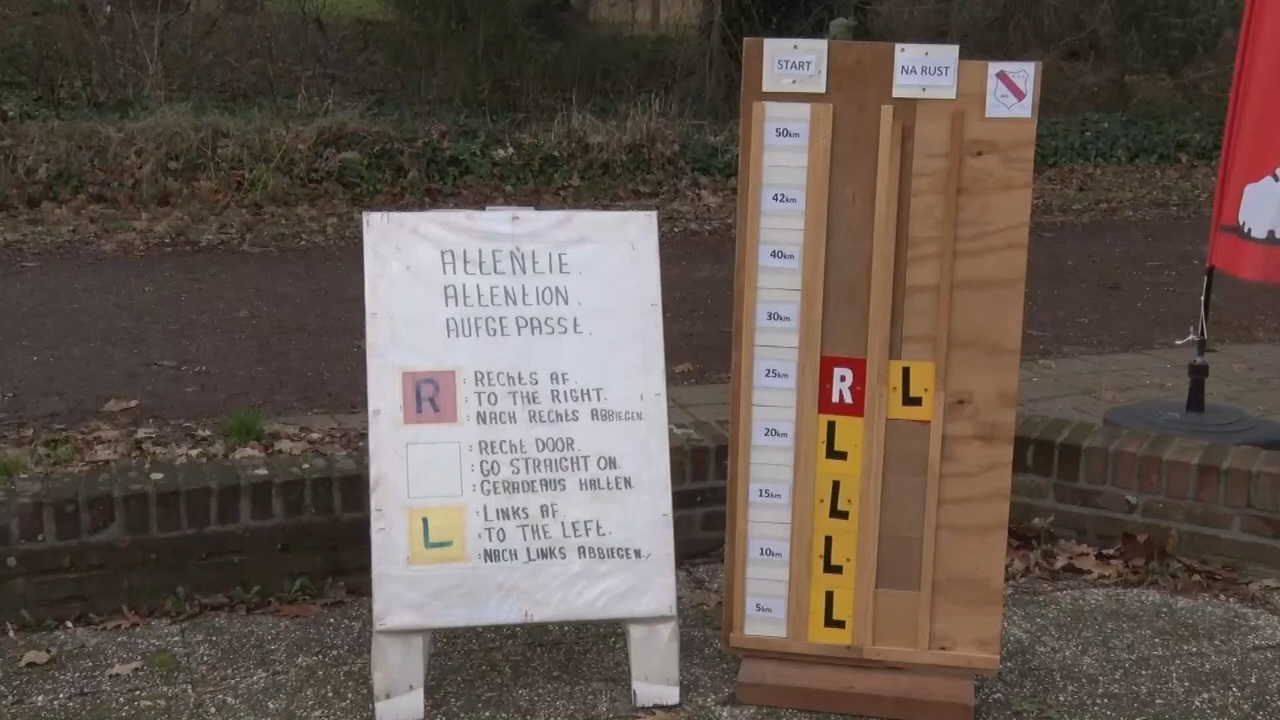 ATTENTIE.
ATTENTION.
AUFGEPASST.
R : RECHTS AF.
: TO THE RIGHT.
: NACH RECHTS ABBIEGEN.
: RECHT DOOR.
: GO STRAIGHT ON.
: GERADEAUS HALTEN.
L : LINKS AF.
: TO THE LEFT.
: NACH LINKS ABBIEGEN.
START
NA RUST
50km
42km
40km
30km
25km R L
20km L
15km L
10km L
5km L